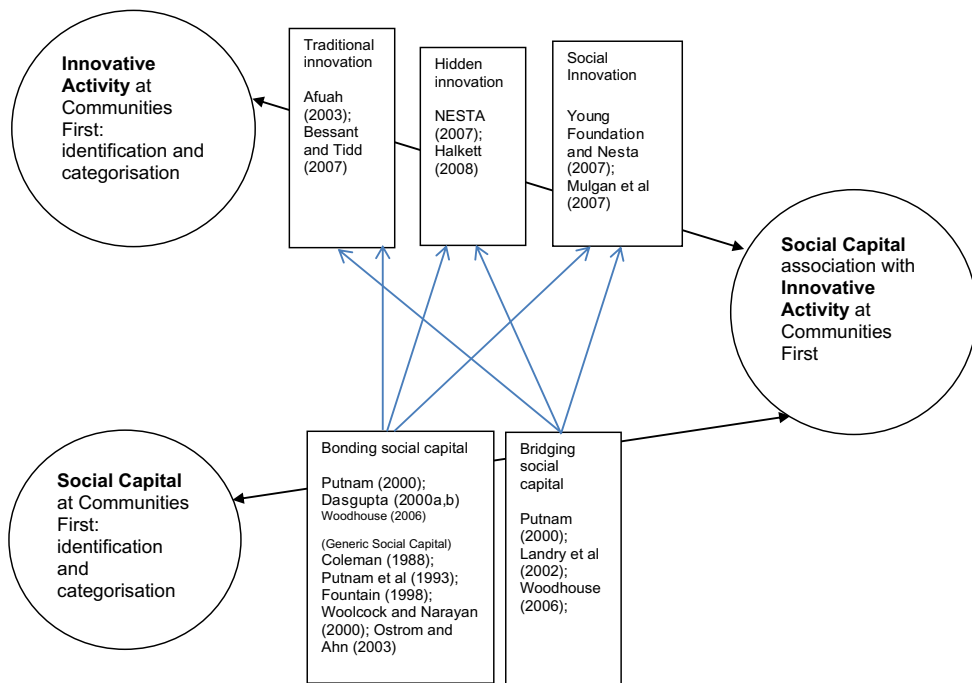 Innovative
Activity at
Communities
First:
identification and
categorisation
Traditional
innovation
Afuah
(2003);
Bessant
and Tidd
(2007)
Hidden
innovation
NESTA
(2007);
Halkett
(2008)
Social
Innovation
Young
Foundation
and Nesta
(2007);
Mulgan et al
(2007)
Social Capital
association with
Innovative
Activity at
Communities
First
Social Capital
at Communities
First:
identification
and
categorisation
Bonding social capital
Putnam (2000);
Dasgupta (2000a,b)
Woodhouse (2006)
(Generic Social Capital)
Coleman (1988);
Putnam et al (1993);
Fountain (1998);
Woolcock and Narayan
(2000); Ostrom and
Ahn (2003)
Bridging
social
capital
Putnam
(2000);
Landry et al
(2002);
Woodhouse
(2006);